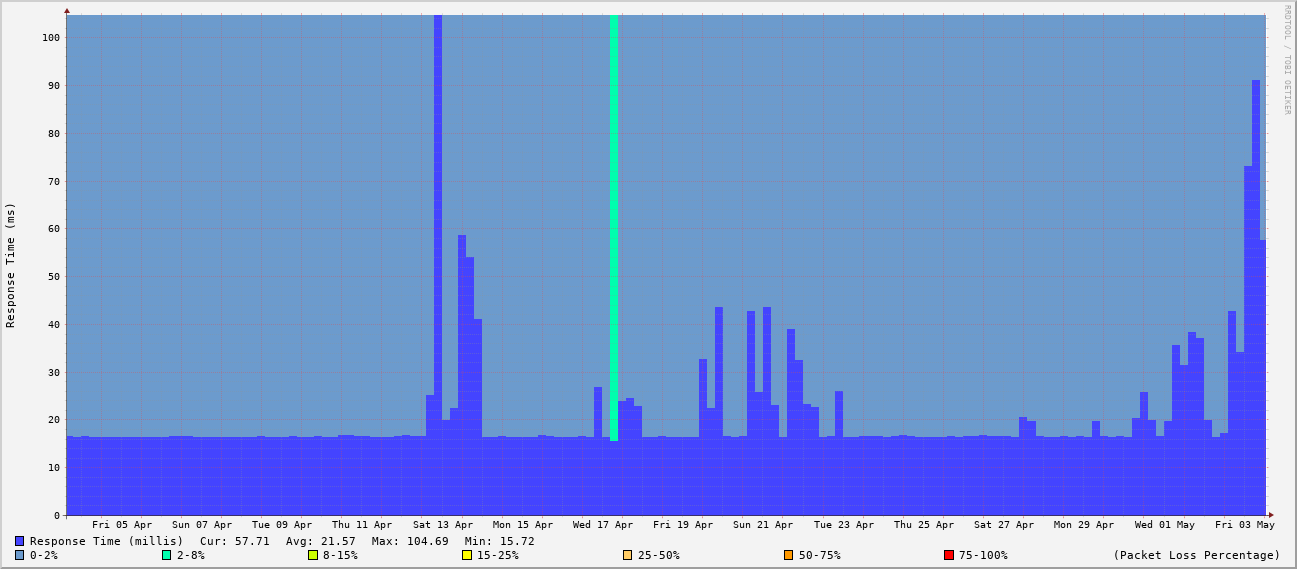 RRDTOOL / TOBI OETIKER
Response Time (ms)
100
90
80
70
60
50
40
30
20
10
0
Fri 05 Apr Sun 07 Apr Tue 09 Apr Thu 11 Apr Sat 13 Apr Mon 15 Apr Wed 17 Apr Fri 19 Apr Sun 21 Apr Tue 23 Apr Thu 25 Apr Sat 27 Apr Mon 29 Apr Wed 01 May Fri 03 May
Response Time (millis) Cur: 57.71 Avg: 21.57 Max: 104.69 Min: 15.72
0-2% 2-8% 8-15% 15-25% 25-50% 50-75% 75-100% (Packet Loss Percentage)